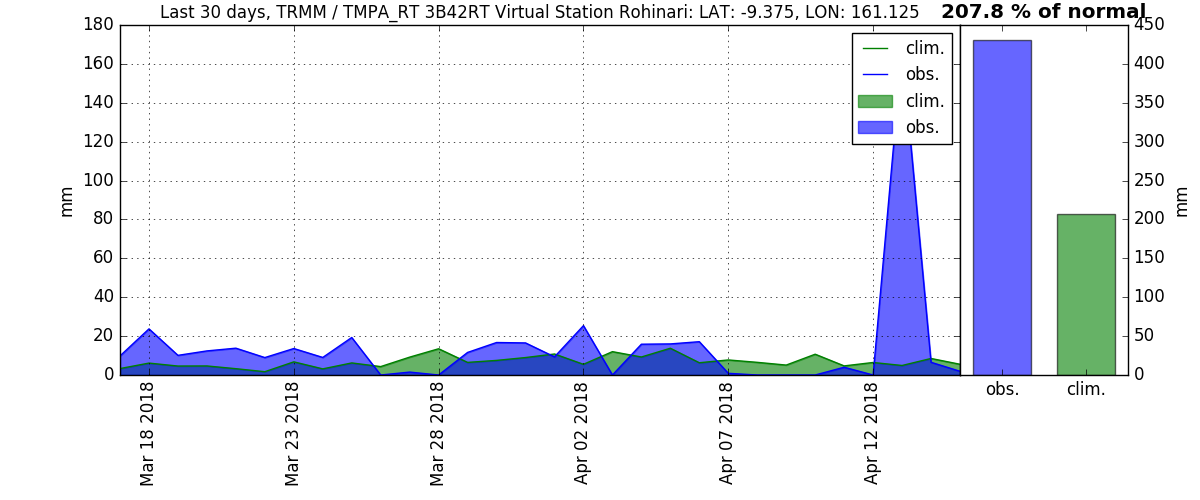 Last 30 days, TRMM / TMPA_RT 3B42RT Virtual Station Rohinari: LAT: -9.375, LON: 161.125
207.8 % of normal
180
160
140
120
100
80
60
40
20
0
mm
clim.
obs.
clim.
obs.
450
400
350
300
250
200
150
100
50
0
mm
Mar 18 2018
Mar 23 2018
Mar 28 2018
Apr 02 2018
Apr 07 2018
Apr 12 2018
obs.
clim.